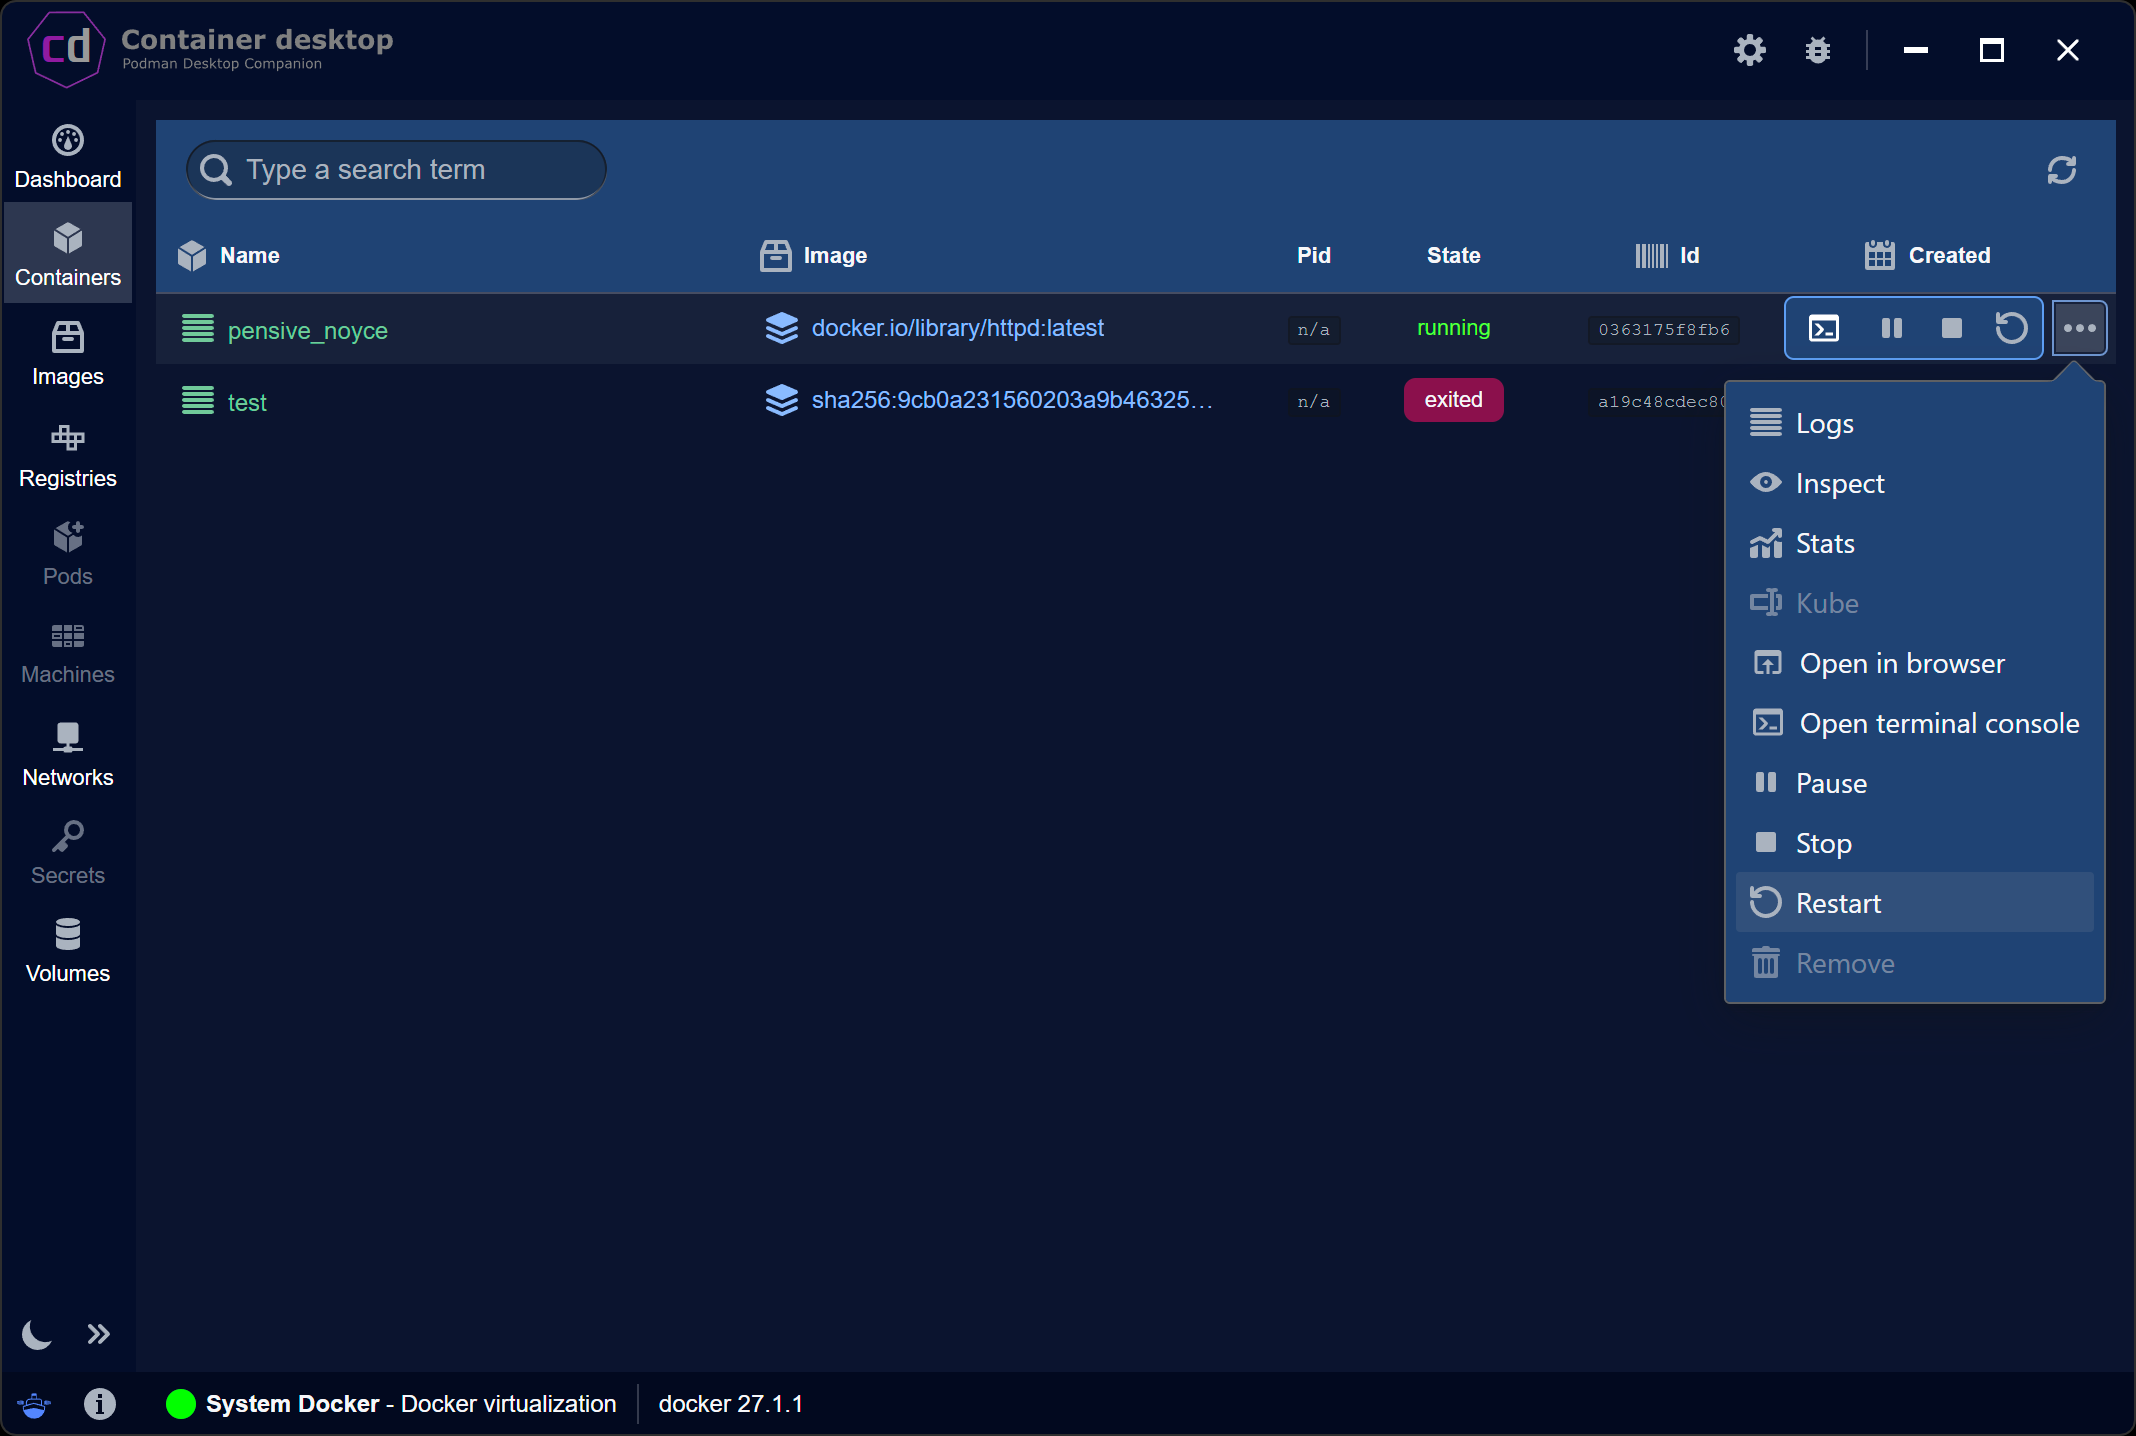 cd Container desktop
Podman Desktop Companion
Dashboard
Containers
Images
Registries
Pods
Machines
Networks
Secrets
Volumes
Type a search term
Name Image Pid State Id Created
pensive_noyce docker.io/library/httpd:latest n/a running 0363175f8fb6
test sha256:9cb0a231560203a9b46325... n/a exited a19c48cdec80
Logs
Inspect
Stats
Kube
Open in browser
Open terminal console
Pause
Stop
Restart
Remove
System Docker - Docker virtualization docker 27.1.1